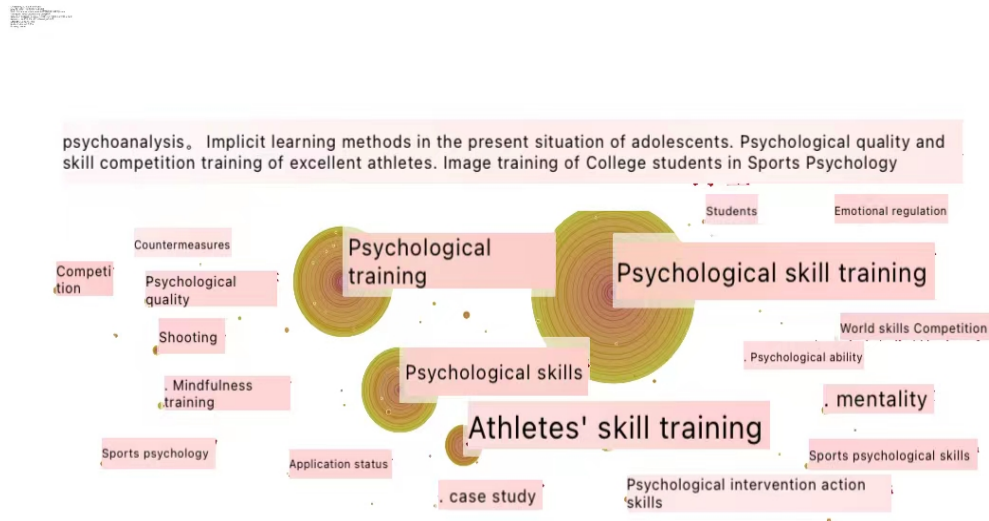 psychoanalysis。 Implicit learning methods in the present situation of adolescents. Psychological quality and
skill competition training of excellent athletes. Image training of College students in Sports Psychology
Students
Emotional regulation
Countermeasures
Psychological
training
Psychological skill training
Competi
tion
Psychological
quality
Shooting
World skills Competition
. Psychological ability
Psychological skills
. Mindfulness
training
. mentality
Athletes' skill training
Sports psychology
Application status
Sports psychological skills
. case study
Psychological intervention action
skills